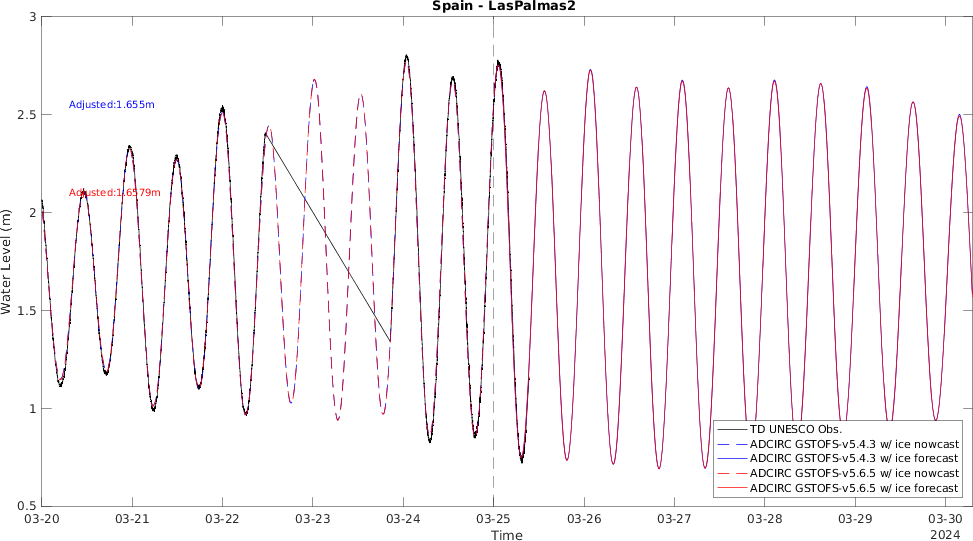 Spain - LasPalmas2
3
2.5
2
1.5
1
0.5
Water Level (m)
Adjusted:1.655m
Adjusted:1.6579m
TD UNESCO Obs.
ADCIRC GSTOFS-v5.4.3 w/ ice nowcast
ADCIRC GSTOFS-v5.4.3 w/ ice forecast
ADCIRC GSTOFS-v5.6.5 w/ ice nowcast
ADCIRC GSTOFS-v5.6.5 w/ ice forecast
03-20 03-21 03-22 03-23 03-24 03-25 03-26 03-27 03-28 03-29 03-30
Time
2024